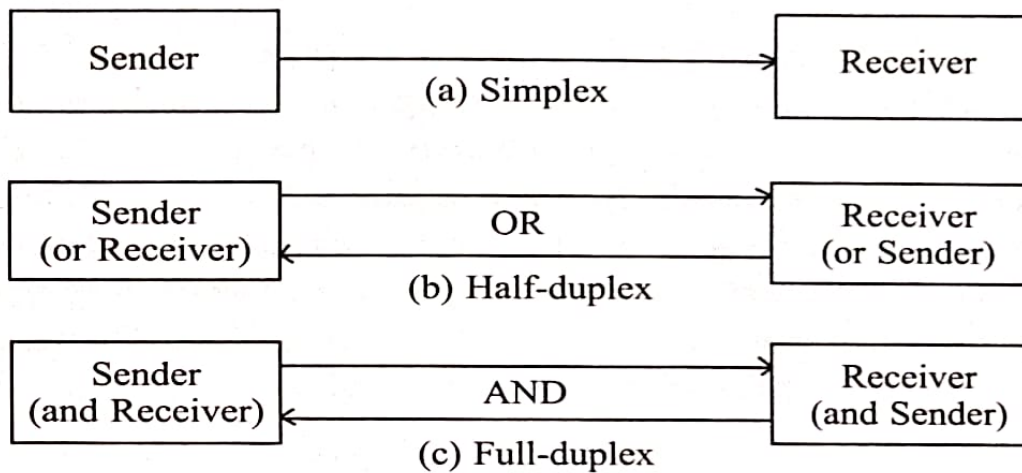 Sender
Receiver
(a) Simplex
Sender
(or Receiver)
OR
Receiver
(or Sender)
(b) Half-duplex
Sender
(and Receiver)
AND
Receiver
(and Sender)
(c) Full-duplex